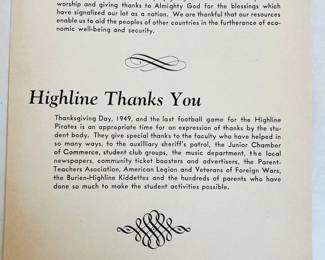 worship and giving thanks to Almighty God for the blessings which
have signalized our lot as a nation. We are thankful that our resources
enable us to aid the peoples of other countries in the furtherance of eco-
nomic well-being and security.
Highline Thanks You
Thanksgiving Day, 1949, and the last football game for the Highline
Pirates is an appropriate time for an expression of thanks by the stu-
dent body. They give special thanks to the faculty who have helped in
so many ways, to the auxiliary sheriff's patrol, the Junior Chamber
of Commerce, student club groups, the music department, the local
newspapers, community ticket boosters and advertisers, the Parent-
Teachers Asociation, American Legion and Veterans of Foreign Wars,
the Burien-Highline Kiddettes and the hundreds of parents who have
done so much to make the student activities possible.